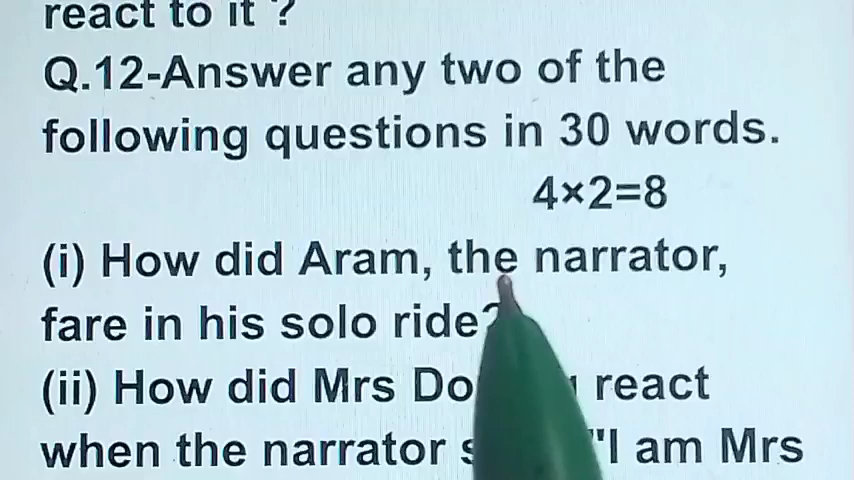 react to it ?
Q.12-Answer any two of the
following questions in 30 words.
4×2=8
(i) How did Aram, the narrator,
fare in his solo ride?
(ii) How did Mrs react
when the narrator "I am Mrs